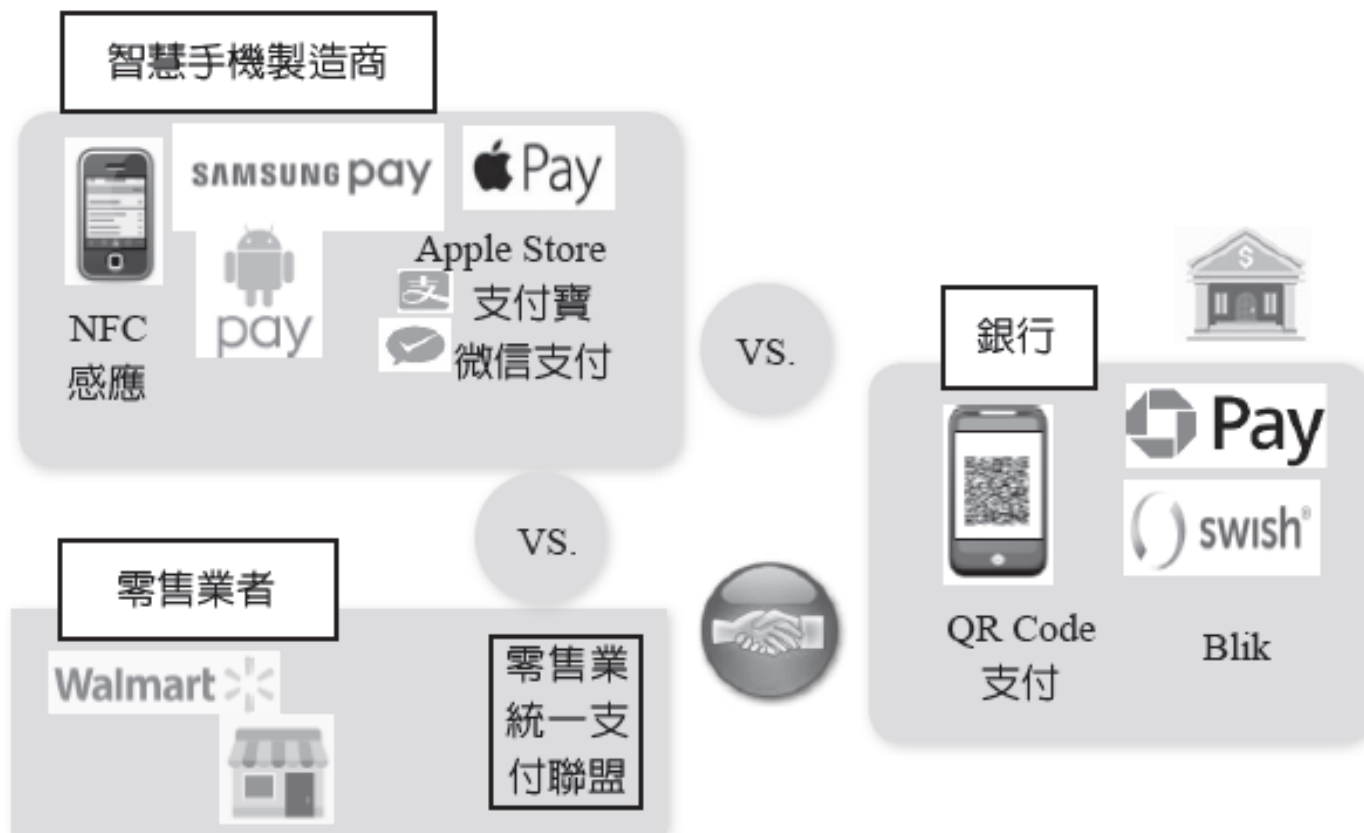 智慧手機製造商
SAMSUNG pay
Pay
Apple Store
支付寶
微信支付
支
NFC
感應
pay
VS.
銀行
$
Pay
swish®
QR Code
支付
Blik
VS.
零售業者
Walmart
零售業
統一支
付聯盟